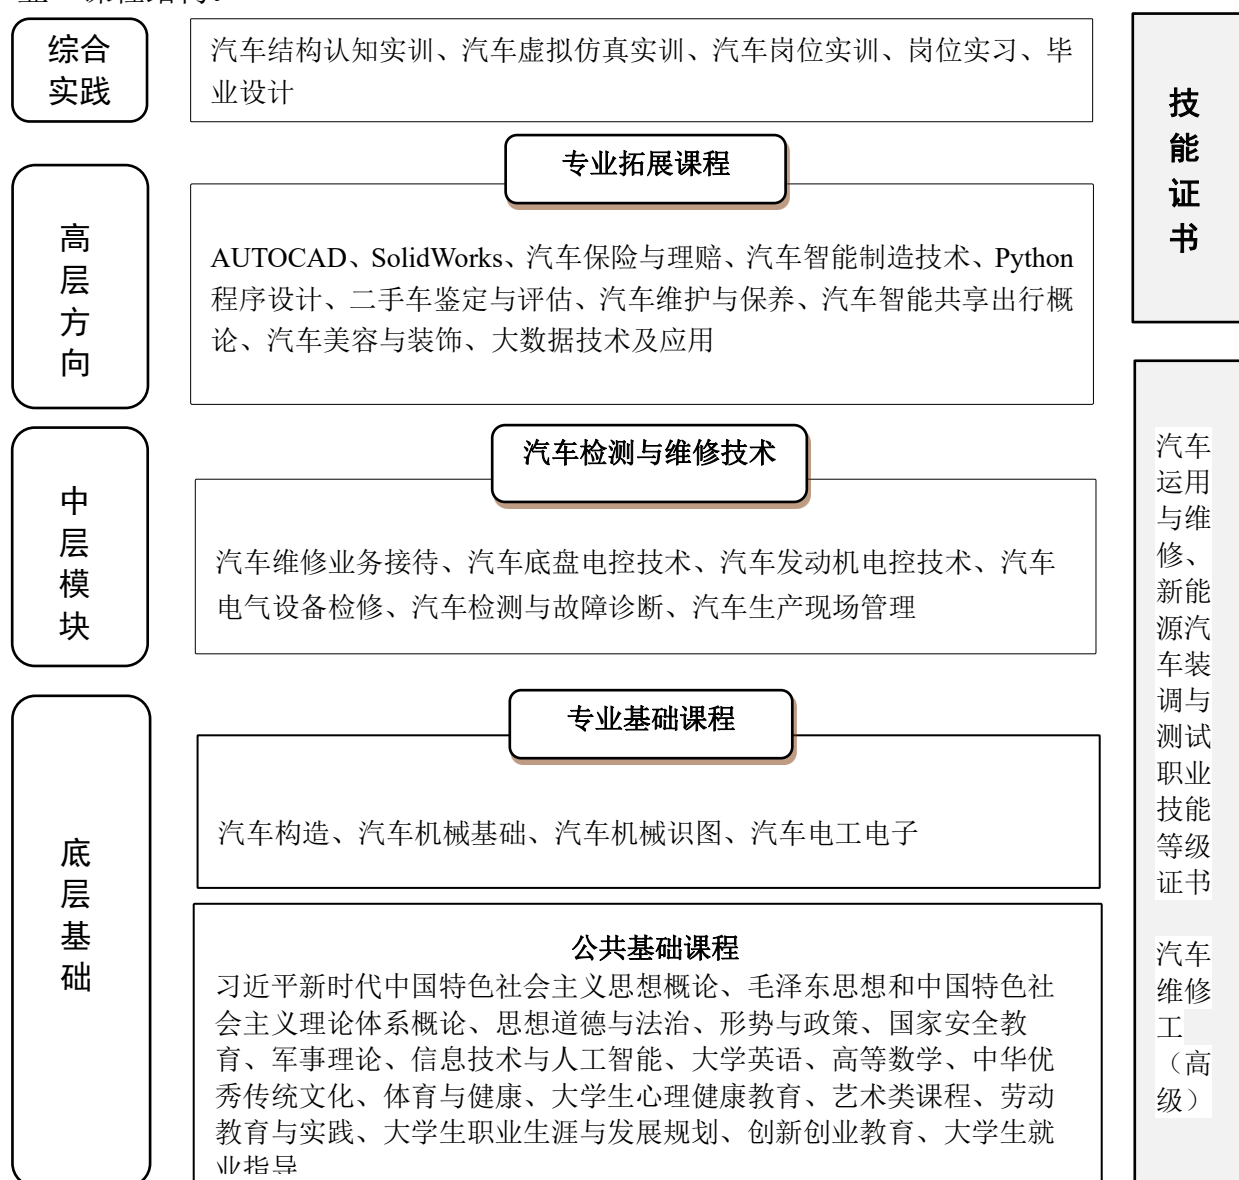 综合
实践
汽车结构认知实训、汽车虚拟仿真实训、汽车岗位实训、岗位实习、毕
业设计
专业拓展课程
高
层
方
向
AUTOCAD、SolidWorks、汽车保险与理赔、汽车智能制造技术、Python
程序设计、二手车鉴定与评估、汽车维护与保养、汽车智能共享出行概
论、汽车美容与装饰、大数据技术及应用
汽车检测与维修技术
中
层
模
块
汽车维修业务接待、汽车底盘电控技术、汽车发动机电控技术、汽车
电气设备检修、汽车检测与故障诊断、汽车生产现场管理
专业基础课程
底
层
基
础
汽车构造、汽车机械基础、汽车机械识图、汽车电工电子
公共基础课程
习近平新时代中国特色社会主义思想概论、毛泽东思想和中国特色社
会主义理论体系概论、思想道德与法治、形势与政策、国家安全教
育、军事理论、信息技术与人工智能、大学英语、高等数学、中华优
秀传统文化、体育与健康、大学生心理健康教育、艺术类课程、劳动
教育与实践、大学生职业生涯与发展规划、创新创业教育、大学生就
业指导
技
能
证
书
汽车
运用
与维
修、
新能
源汽
车装
调与
测试
职业
技能
等级
证书
汽车
维修
工
（高
级）